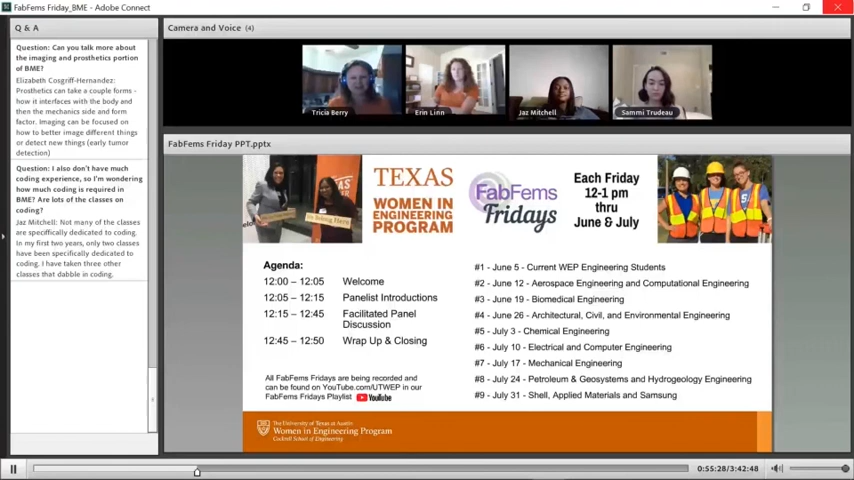 FabFems Friday_BME - Adobe Connect
Q & A
Question: Can you talk more about
the imaging and prosthetics portion
of BME?
Elizabeth Cosgriff-Hernandez:
Prosthetics can take a couple forms -
how it interfaces with the body and
then the mechanics side and form
factor. Imaging can be focused on
how to better image different things
or detect new things (early tumor
detection)
Question: I also don't have much
coding experience, so I'm wondering
how much coding is required in
BME? Are lots of the classes on
coding?
Jaz Mitchell: Not many of the classes
are speciffically dedicated to coding.
In my first two years, only two classes
have been specifically dedicated to
coding. I have taken three other
classes that dabble in coding.
Camera and Voice (4)
Tricia Berry
Erin Linn
Jaz Mitchell
Sammi Trudeau
FabFems Friday PPT.pptx
TEXAS
WOMEN IN
ENGINEERING
PROGRAM
FabFems
Fridays
Each Friday
12-1 pm
thru
June & July
Agenda:
12:00 – 12:05 Welcome
12:05 – 12:15 Panelist Introductions
12:15 – 12:45 Facilitated Panel
Discussion
12:45 – 12:50 Wrap Up & Closing
All FabFems Fridays are being recorded and
can be found on YouTube.com/UTWEP in our
FabFems Fridays Playlist YouTube
#1 - June 5 - Current WEP Engineering Students
#2 - June 12 - Aerospace Engineering and Computational Engineering
#3 - June 19 - Biomedical Engineering
#4 - June 26 - Architectural, Civil, and Environmental Engineering
#5 - July 3 - Chemical Engineering
#6 - July 10 - Electrical and Computer Engineering
#7 - July 17 - Mechanical Engineering
#8 - July 24 - Petroleum & Geosystems and Hydrogeology Engineering
#9 - July 31 - Shell, Applied Materials and Samsung
The University of Texas at Austin
Women in Engineering Program
Cockrell School of Engineering
0:55:28/3:42:48